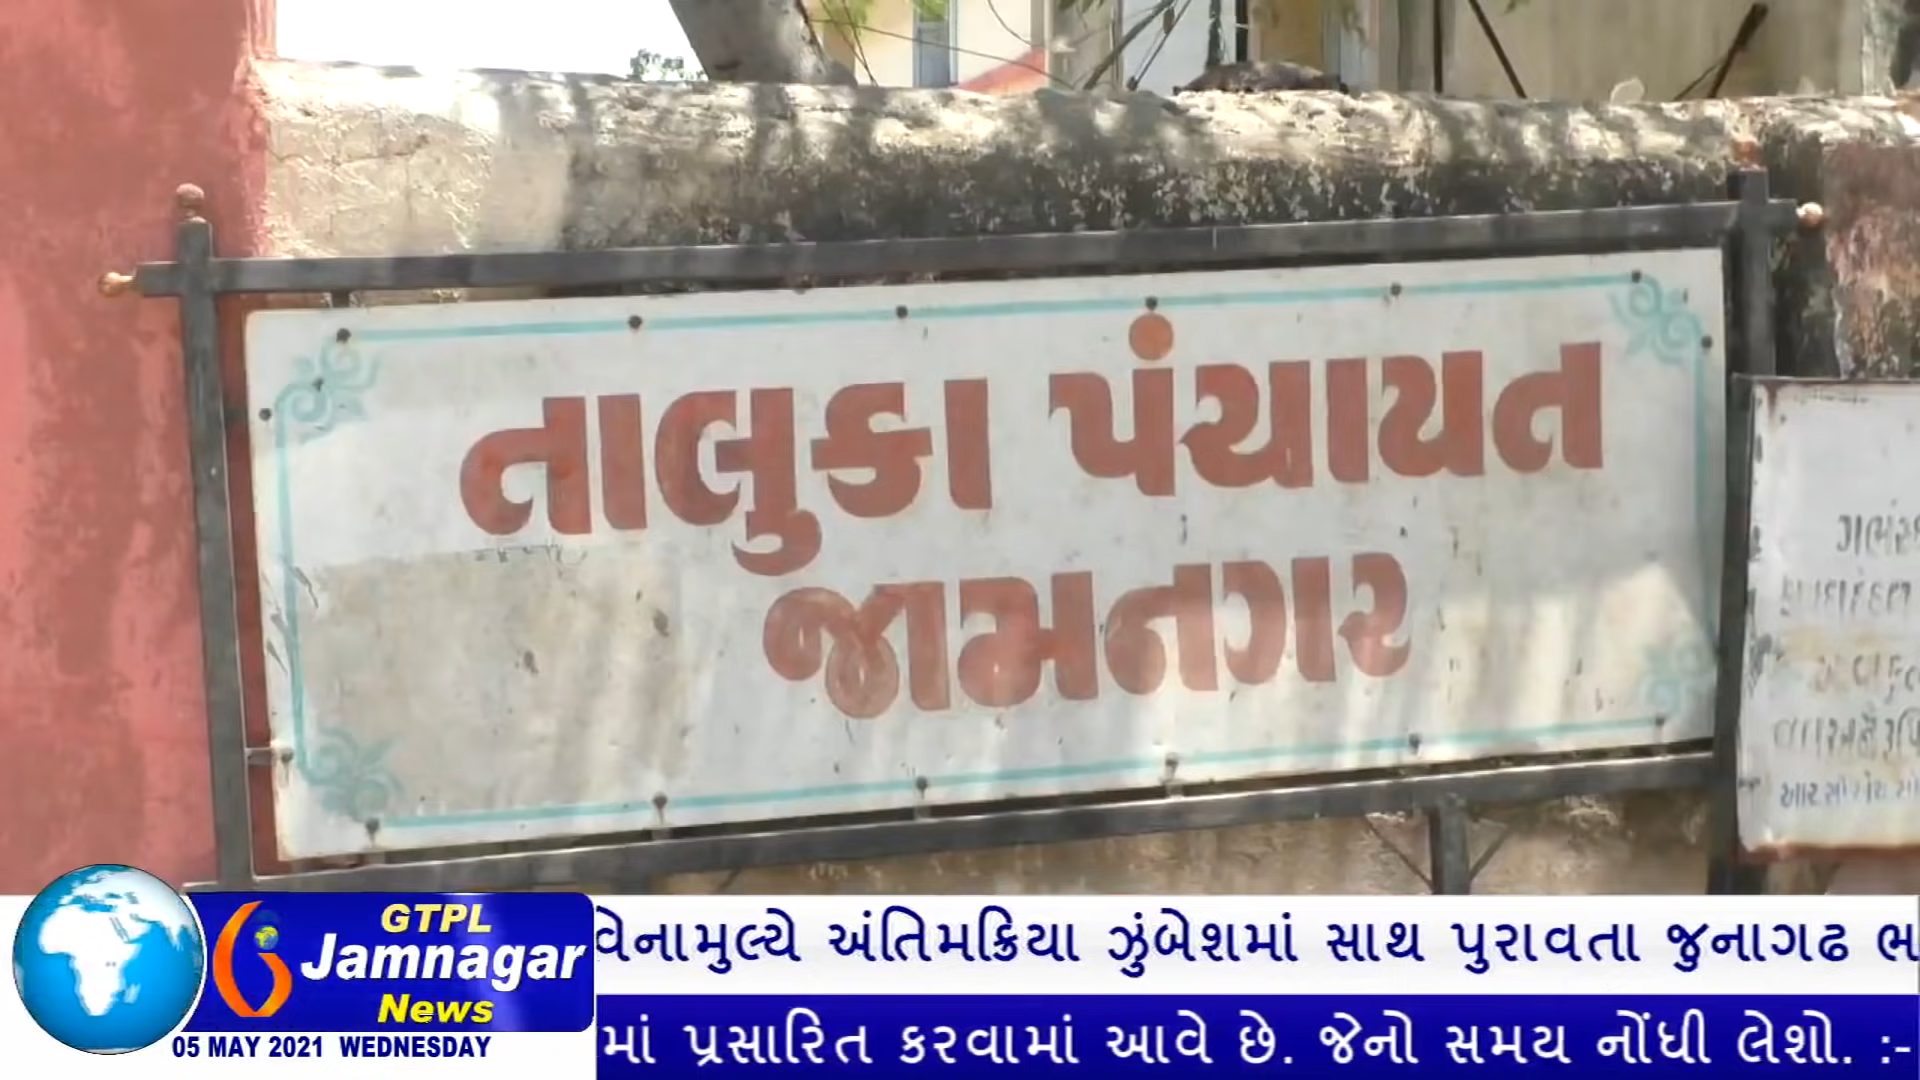 તાલુકા પંચાયત
જામનગર
GTPL
Jamnagar
News
05 MAY 2021 WEDNESDAY
વિનામુલ્યે અંતિમક્રિયા ઝુંબેશમાં સાથ પુરાવતા જુનાગઢ ભ
માં પ્રસારિત કરવામાં આવે છે. જેનો સમય નોંધી લેશો. :-